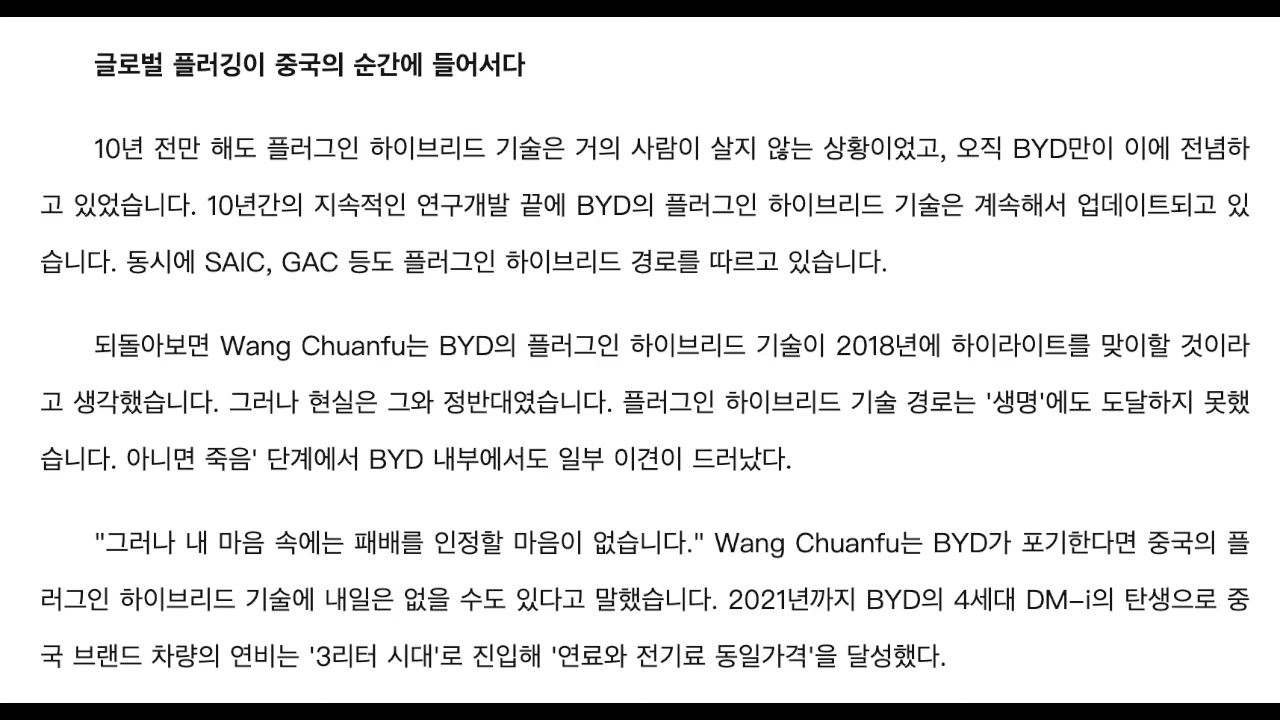 글로벌 플러깅이 중국의 순간에 들어서다
10년 전만 해도 플러그인 하이브리드 기술은 거의 사람이 살지 않는 상황이었고, 오직 BYD만이 이에 전념하
고 있었습니다. 10년간의 지속적인 연구개발 끝에 BYD의 플러그인 하이브리드 기술은 계속해서 업데이트되고 있
습니다. 동시에 SAIC, GAC 등도 플러그인 하이브리드 경로를 따르고 있습니다.
되돌아보면 Wang Chuanfu는 BYD의 플러그인 하이브리드 기술이 2018년에 하이라이트를 맞이할 것이라
고 생각했습니다. 그러나 현실은 그와 정반대였습니다. 플러그인 하이브리드 기술 경로는 '생명'에도 도달하지 못했
습니다. 아니면 죽음' 단계에서 BYD 내부에서도 일부 이견이 드러났다.
"그러나 내 마음 속에는 패배를 인정할 마음이 없습니다." Wang Chuanfu는 BYD가 포기한다면 중국의 플
러그인 하이브리드 기술에 내일은 없을 수도 있다고 말했습니다. 2021년까지 BYD의 4세대 DM-i의 탄생으로 중
국 브랜드 차량의 연비는 '3리터 시대'로 진입해 '연료와 전기료 동일가격'을 달성했다.